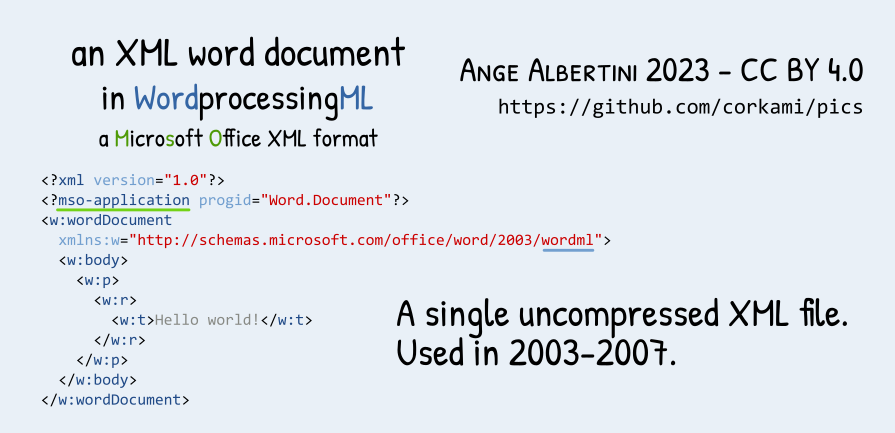 an XML word document
in WordprocessingML
a Microsoft Office XML format
ANGE ALBERTINI 2023 - CC BY 4.0
https://github.com/corkami/pics
<?xml version="1.0"?>
<?mso-application progid="Word.Document"?>
<w:wordDocument
  xmlns:w="http://schemas.microsoft.com/office/word/2003/wordml">
  <w:body>
    <w:p>
      <w:r>
        <w:t>Hello world!</w:t>
      </w:r>
    </w:p>
  </w:body>
</w:wordDocument>
A single uncompressed XML file.
Used in 2003-2007.